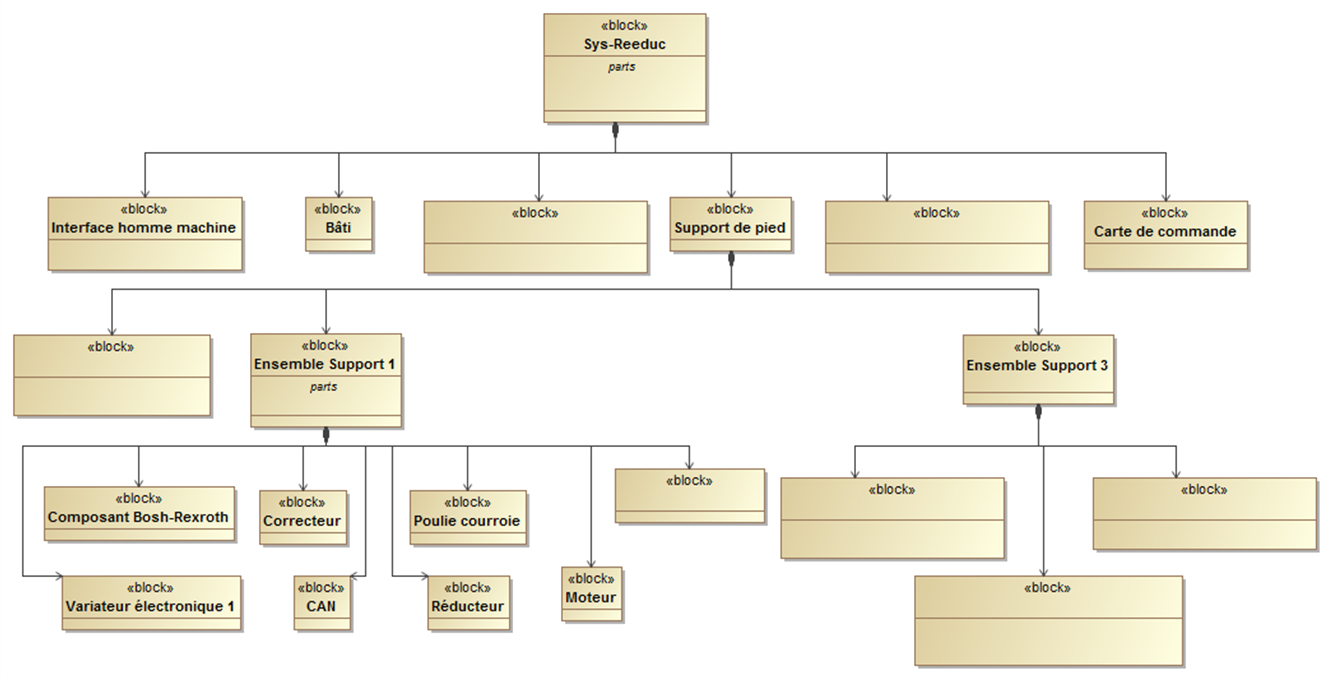 «block»
Sys-Reeduc
parts
«block»
Interface homme machine
«block»
Bâti
«block»
«block»
Support de pied
«block»
«block»
Carte de commande
«block»
«block»
Ensemble Support 1
parts
«block»
Ensemble Support 3
«block»
Composant Bosh-Rexroth
«block»
Correcteur
«block»
Poulie courroie
«block»
«block»
«block»
«block»
Variateur électronique 1
«block»
CAN
«block»
Réducteur
«block»
Moteur
«block»